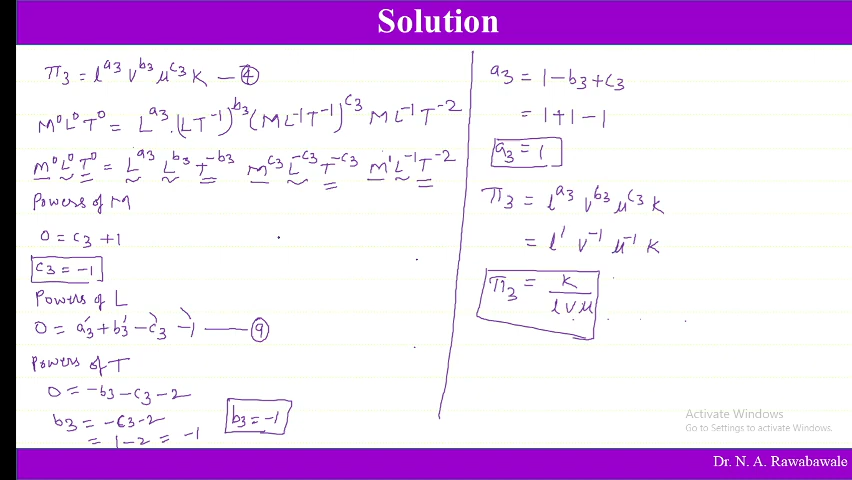 Solution
π₃ = l^a₃ v^b₃ μ^c₃ K — ④
M⁰L⁰T⁰ = L^a₃ . (LT⁻¹)^b₃ (ML⁻¹T⁻¹)^c₃ ML⁻¹T⁻²
M⁰L⁰T⁰ = L^a₃ L^b₃ T^-b₃ M^c₃ L^-c₃ T^-c₃ M¹L⁻¹T⁻²
Powers of M
0 = c₃ + 1
c₃ = -1
Powers of L
0 = a₃ + b₃ - c₃ - 1 — ⑨
Powers of T
0 = -b₃ - c₃ - 2
b₃ = -c₃ - 2
= 1 - 2 = -1
b₃ = -1
a₃ = 1 - b₃ + c₃
= 1 + 1 - 1
a₃ = 1
π₃ = l^a₃ v^b₃ μ^c₃ K
= l¹ v⁻¹ μ⁻¹ K
π₃ = K / lvμ
Activate Windows
Go to Settings to activate Windows.
Dr. N. A. Rawabawale